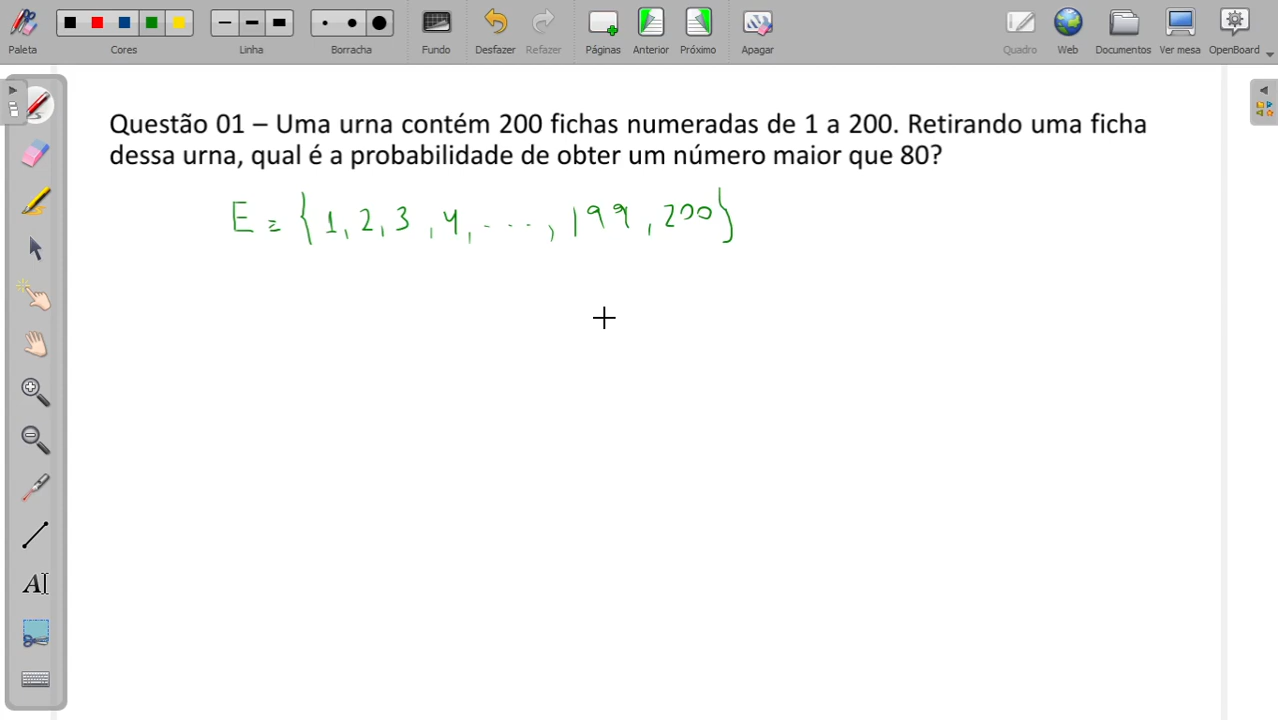 Paleta
Cores
Linha
Borracha
Fundo
Desfazer
Refazer
Páginas
Anterior
Próximo
Apagar
Quadro
Web
Documentos
Ver mesa
OpenBoard
Questão 01 – Uma urna contém 200 fichas numeradas de 1 a 200. Retirando uma ficha
dessa urna, qual é a probabilidade de obter um número maior que 80?
E = {1, 2, 3, 4, ..., 199, 200}